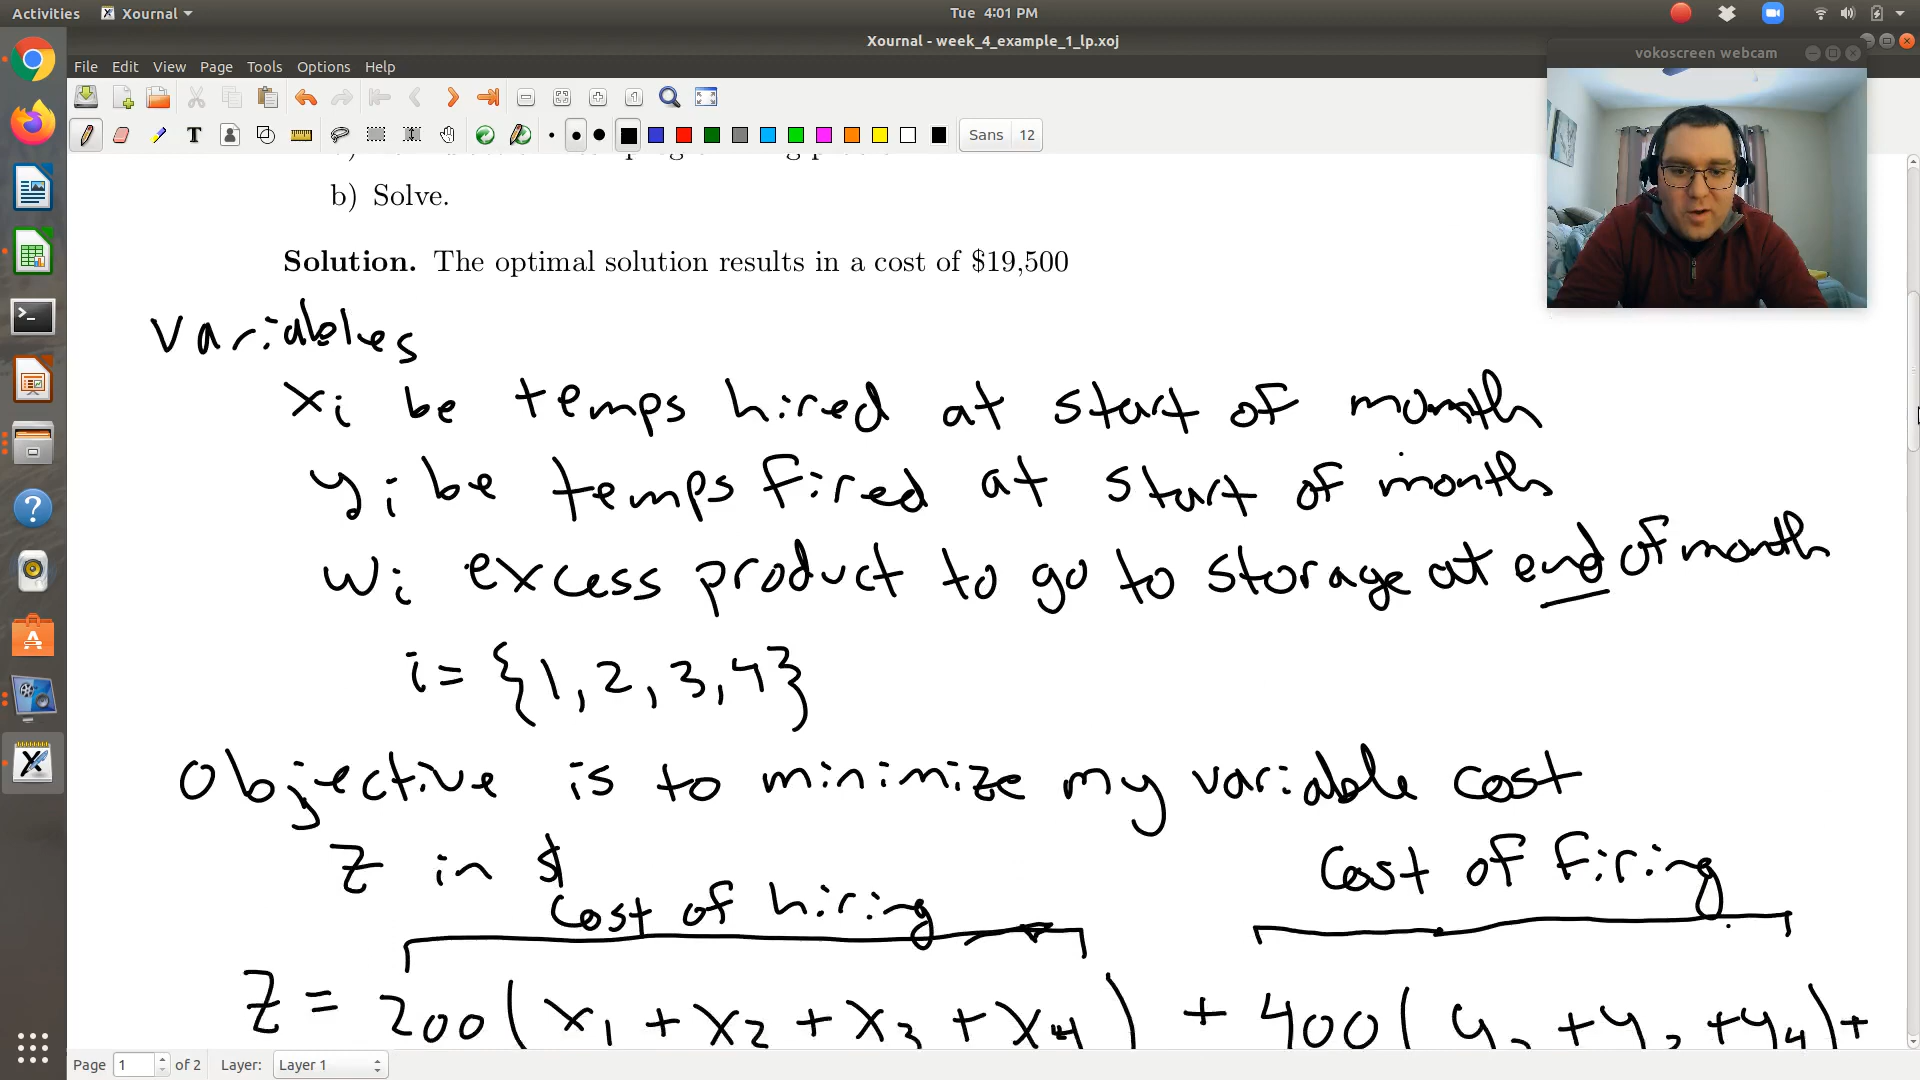 Activities Xournal Tue 4:01 PM
Xournal - week_4_example_1_lp.xoj
vokoscreen webcam
File Edit View Page Tools Options Help
Sans 12
b) Solve.
Solution. The optimal solution results in a cost of $19,500
Variables
xi be temps hired at start of month
yi be temps fired at start of month
wi excess product to go to storage at end of month
i = {1, 2, 3, 4}
Objective is to minimize my variable cost
Z in $
Cost of hiring
Cost of firing
Z = 200(x1 + x2 + x3 + x4) + 400(y2 + y3 + y4) +
Page 1 of 2 Layer: Layer 1